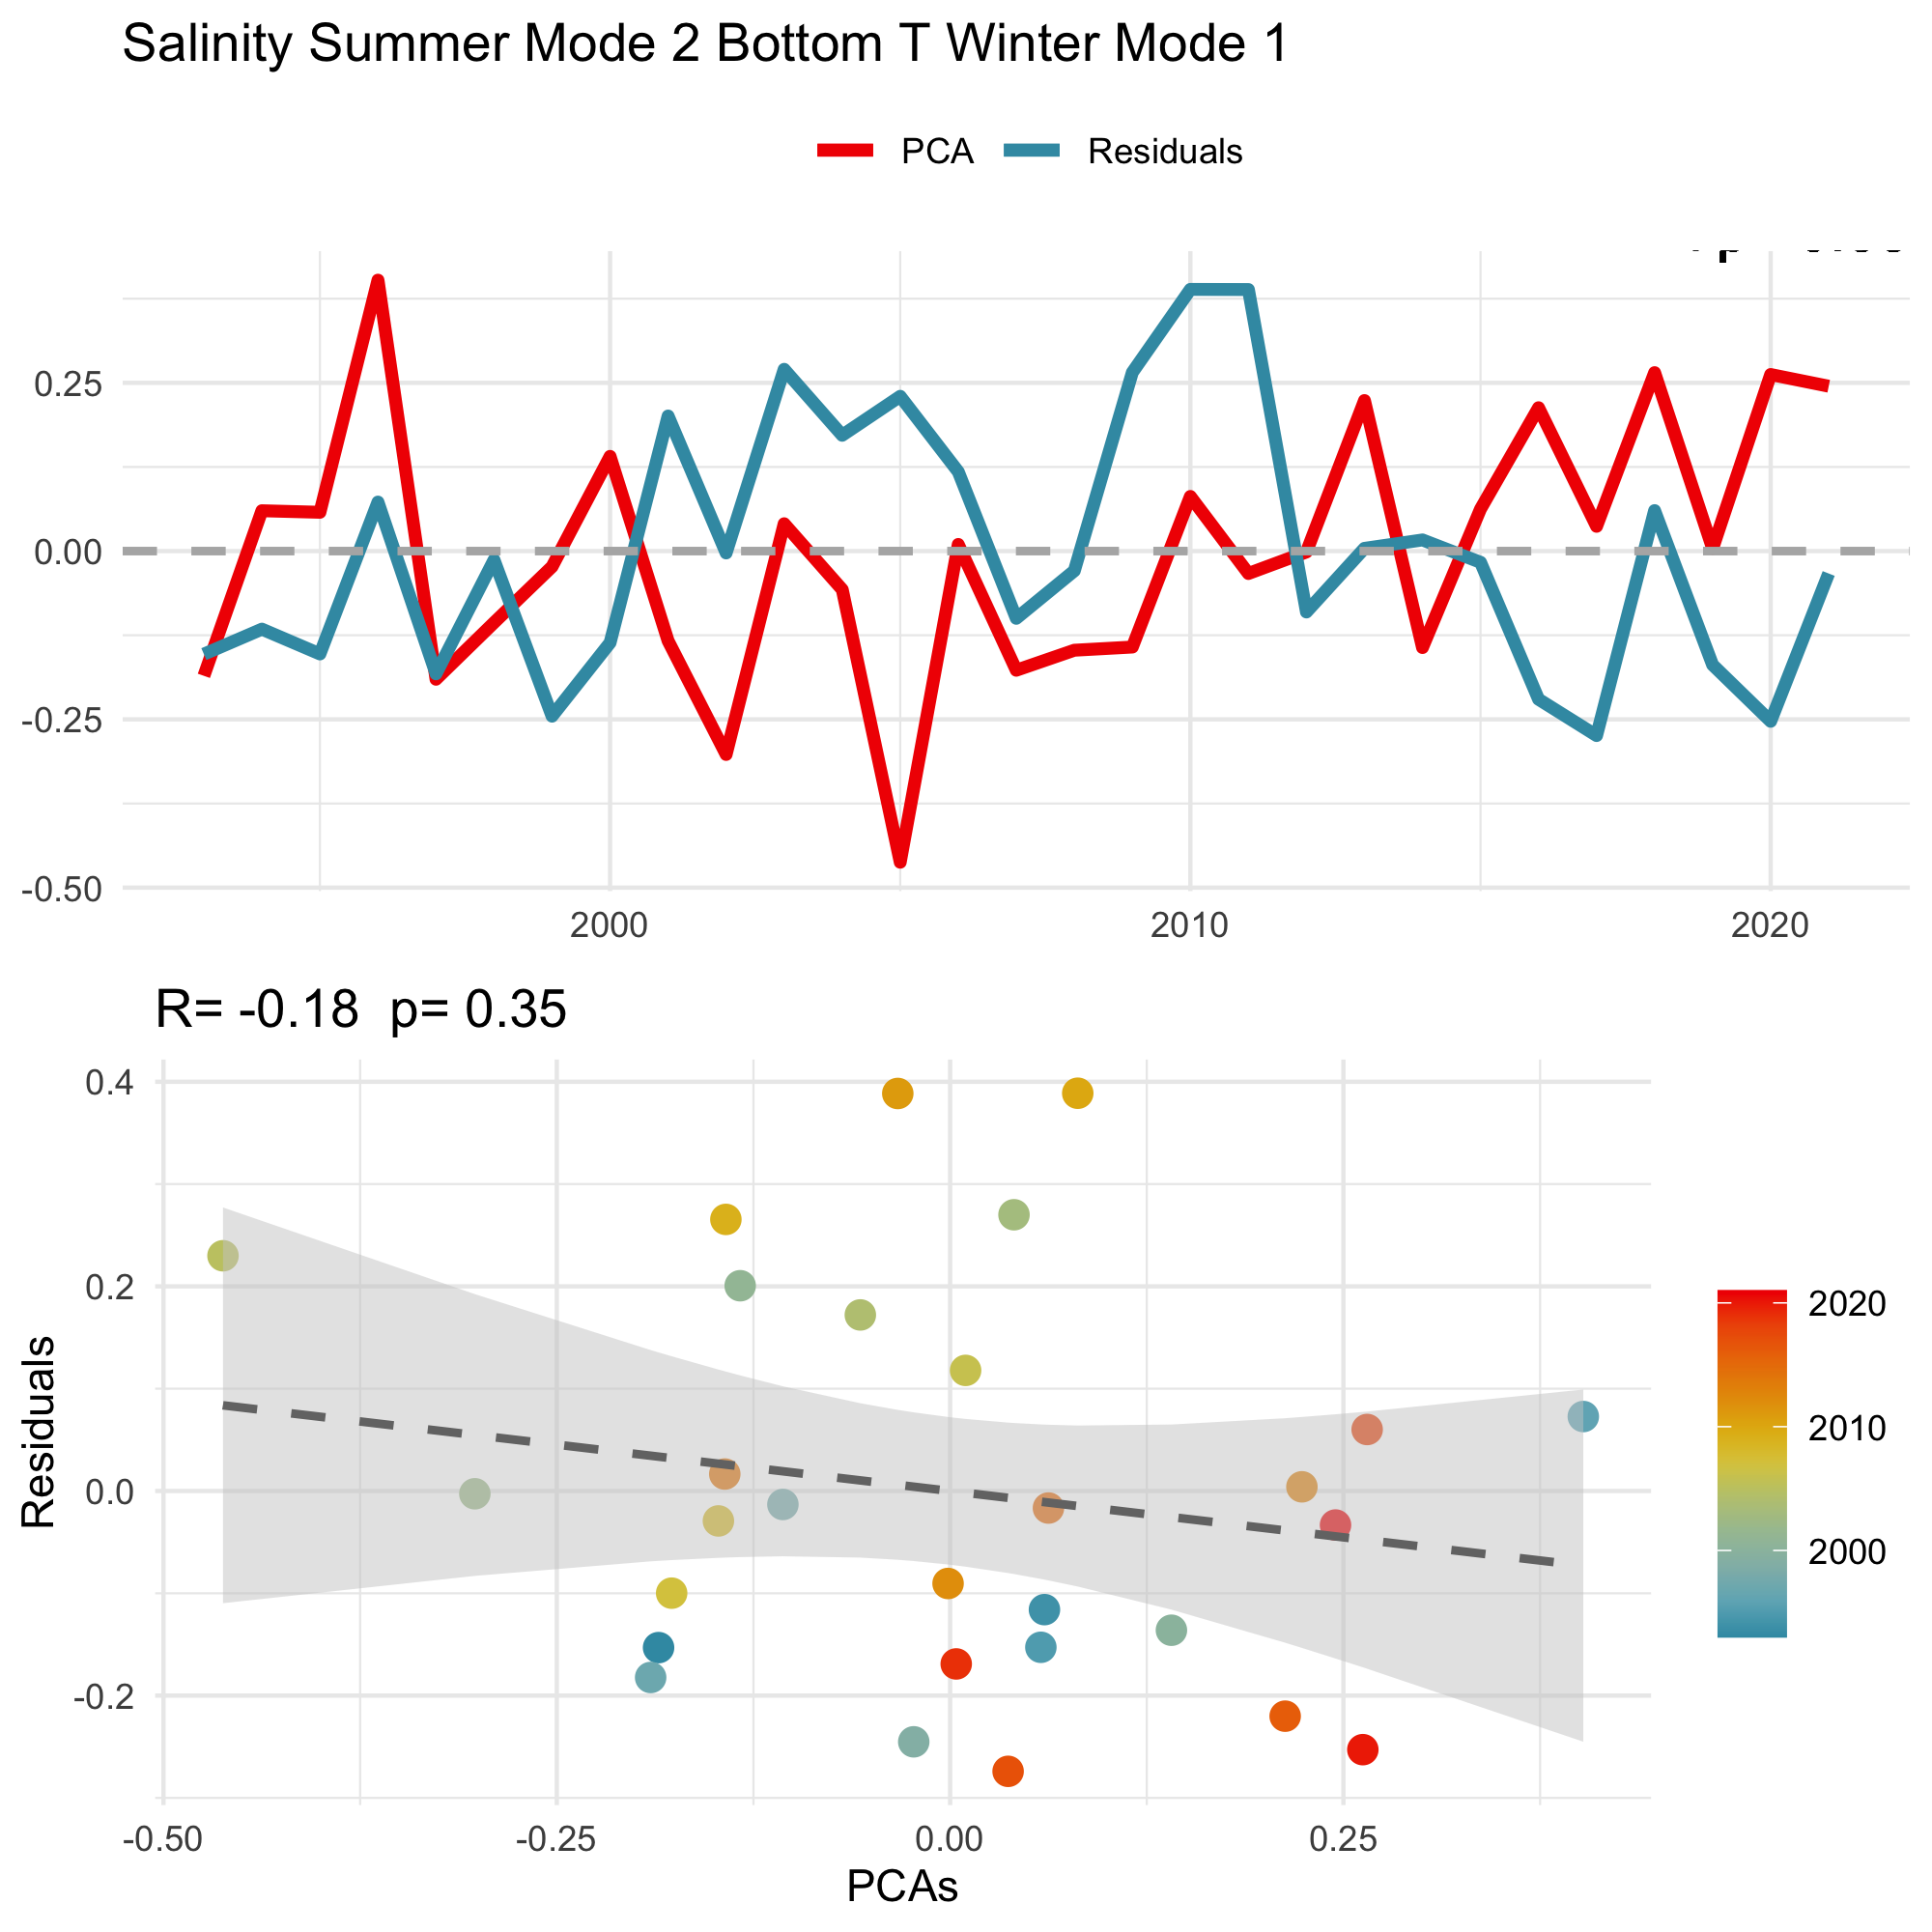 Salinity Summer Mode 2 Bottom T Winter Mode 1
PCA Residuals
0.25
0.00
-0.25
-0.50
2000 2010 2020
R= -0.18 p= 0.35
0.4
0.2
0.0
-0.2
Residuals
-0.50 -0.25 0.00 0.25
PCAs
2020
2010
2000